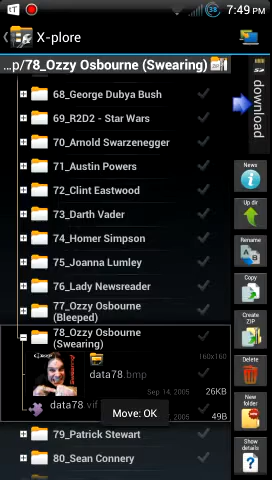 38 7:49 PM
X-plore
...p/78_Ozzy Osbourne (Swearing)
download
68_George Dubya Bush
69_R2D2 - Star Wars
70_Arnold Swarzenegger
71_Austin Powers
72_Clint Eastwood
73_Darth Vader
74_Homer Simpson
75_Joanna Lumley
76_Lady Newsreader
77_Ozzy Osbourne
(Bleeped)
78_Ozzy Osbourne
(Swearing)
160x160
data78.bmp
Sep 14, 2005 26KB
data78.vif
2005 49B
Move: OK
79_Patrick Stewart
80_Sean Connery
News
Up dir
Rename
Copy
Create
ZIP
Delete
New
folder
Show
details